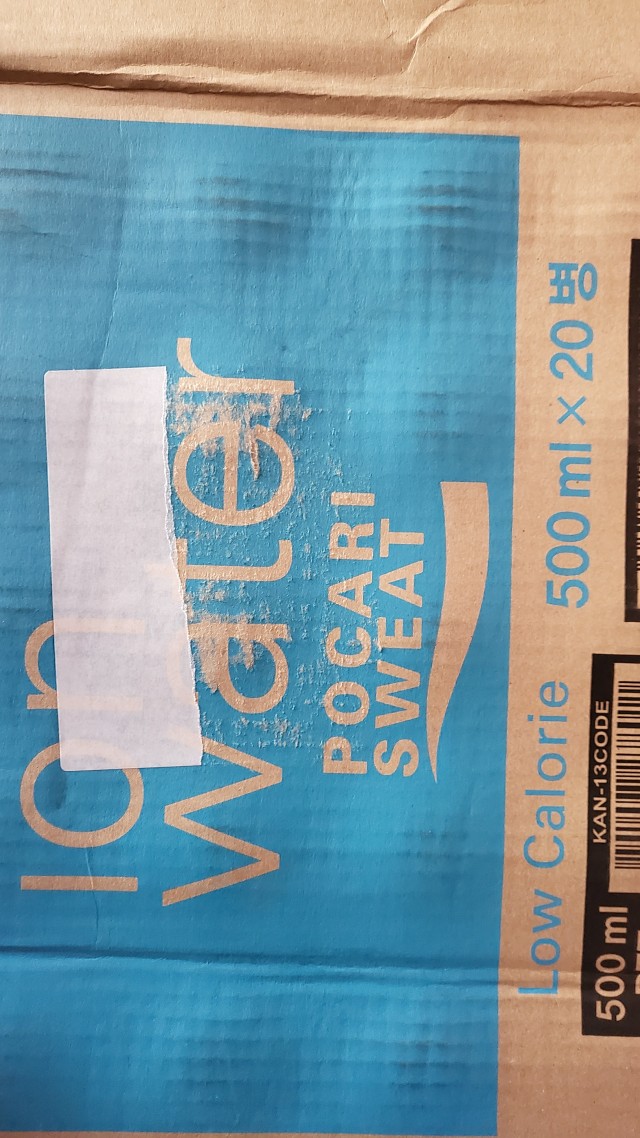 Ion
Water
POCARI
SWEAT
Low Calorie 500 ml × 20 병
KAN-13CODE
500 ml